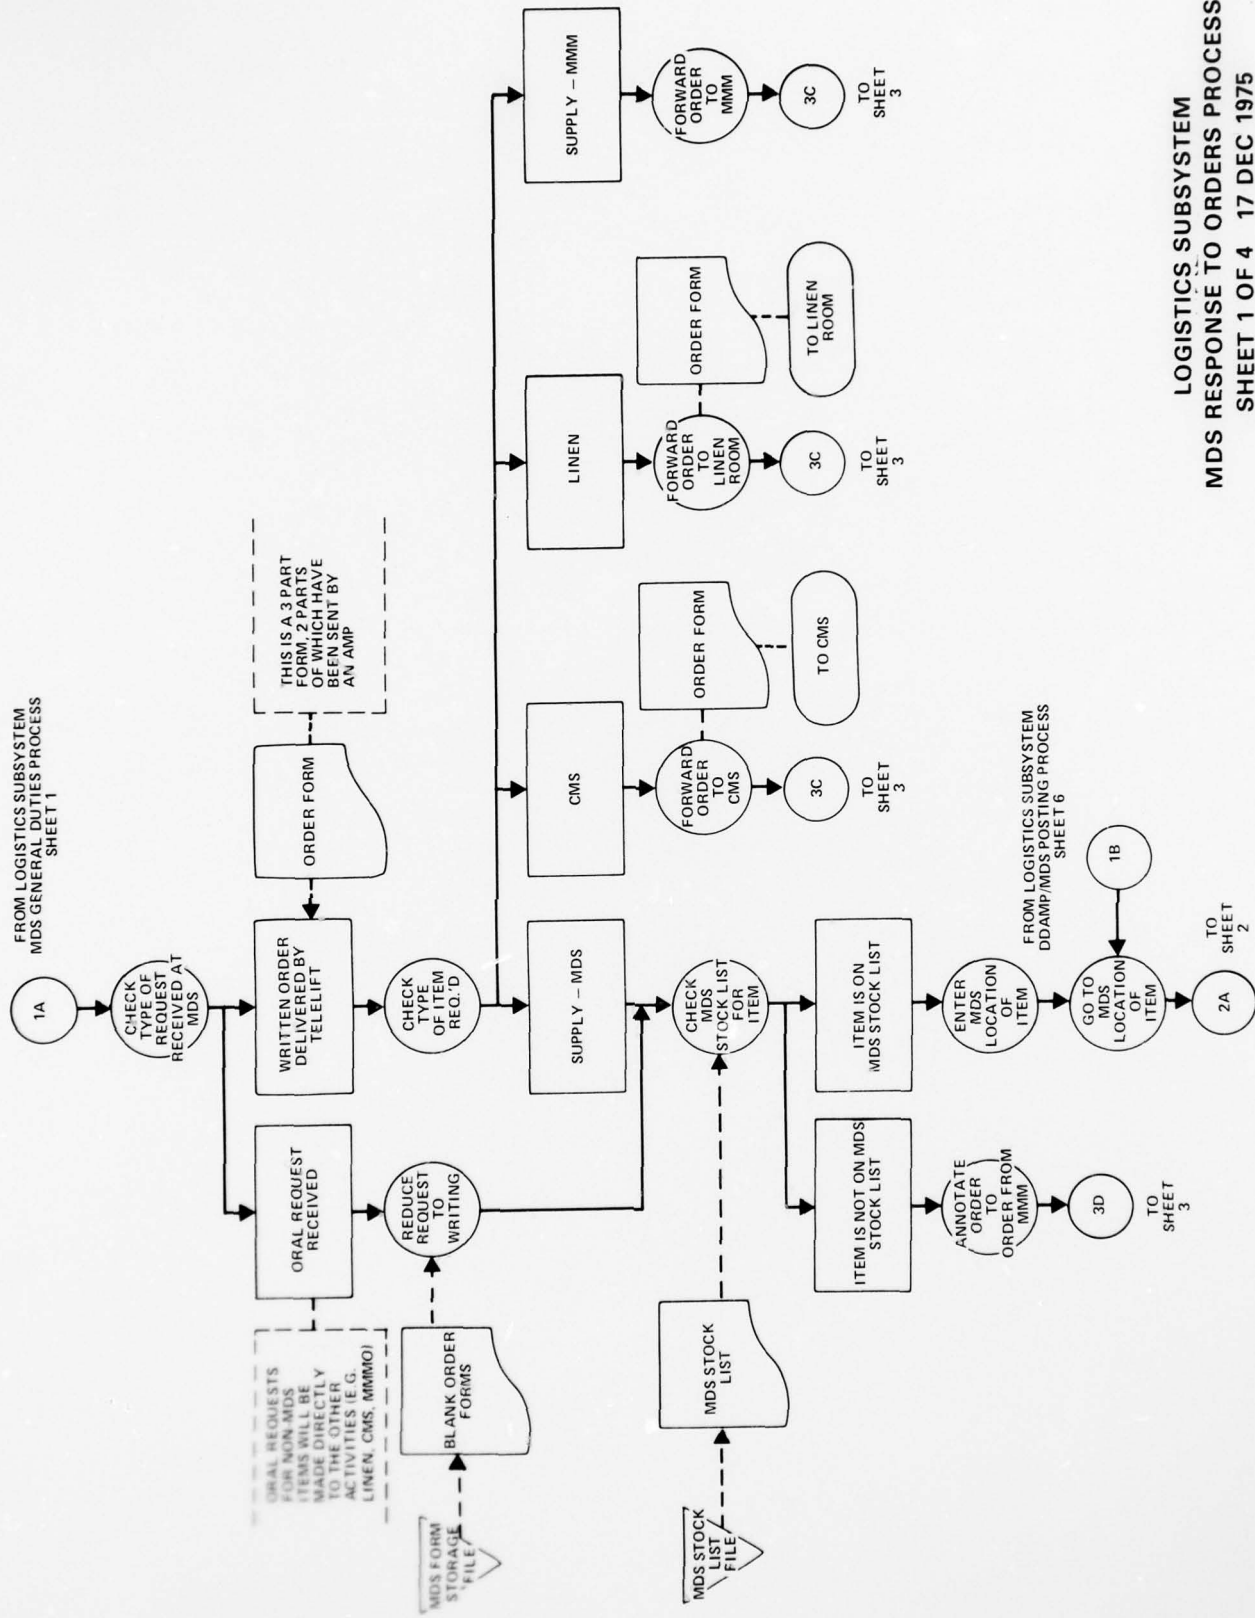 FROM LOGISTICS SUBSYSTEM
MDS GENERAL DUTIES PROCESS
SHEET 1
1A
CHECK
TYPE OF
REQUEST
RECEIVED AT
MDS
ORAL REQUESTS
FOR NON-MDS
ITEMS WILL BE
MADE DIRECTLY
TO THE OTHER
ACTIVITIES (E.G.
LINEN, CMS, MMMO)
ORAL REQUEST
RECEIVED
WRITTEN ORDER
DELIVERED BY
TELELIFT
ORDER FORM
THIS IS A 3 PART
FORM, 2 PARTS
OF WHICH HAVE
BEEN SENT BY
AN AMP
MDS FORM
STORAGE
FILE
BLANK ORDER
FORMS
REDUCE
REQUEST
TO
WRITING
CHECK
TYPE
OF ITEM
REQ.'D
SUPPLY – MDS
CMS
LINEN
SUPPLY – MMM
MDS STOCK
LIST
FILE
MDS STOCK
LIST
CHECK
MDS
STOCK LIST
FOR
ITEM
FORWARD
ORDER
TO
CMS
ORDER FORM
FORWARD
ORDER
TO
LINEN
ROOM
ORDER FORM
FORWARD
ORDER
TO
MMM
ITEM IS NOT ON MDS
STOCK LIST
ITEM IS ON
MDS STOCK LIST
3C
TO
SHEET
3
TO CMS
3C
TO
SHEET
3
TO LINEN
ROOM
3C
TO
SHEET
3
ANNOTATE
ORDER
TO
ORDER FROM
MMM
ENTER
MDS
LOCATION
OF
ITEM
FROM LOGISTICS SUBSYSTEM
DDAMP/MDS POSTING PROCESS
SHEET 6
3D
TO
SHEET
3
GO TO
MDS
LOCATION
OF
ITEM
1B
2A
TO
SHEET
2
LOGISTICS SUBSYSTEM
MDS RESPONSE TO ORDERS PROCESS
SHEET 1 OF 4 17 DEC 1975